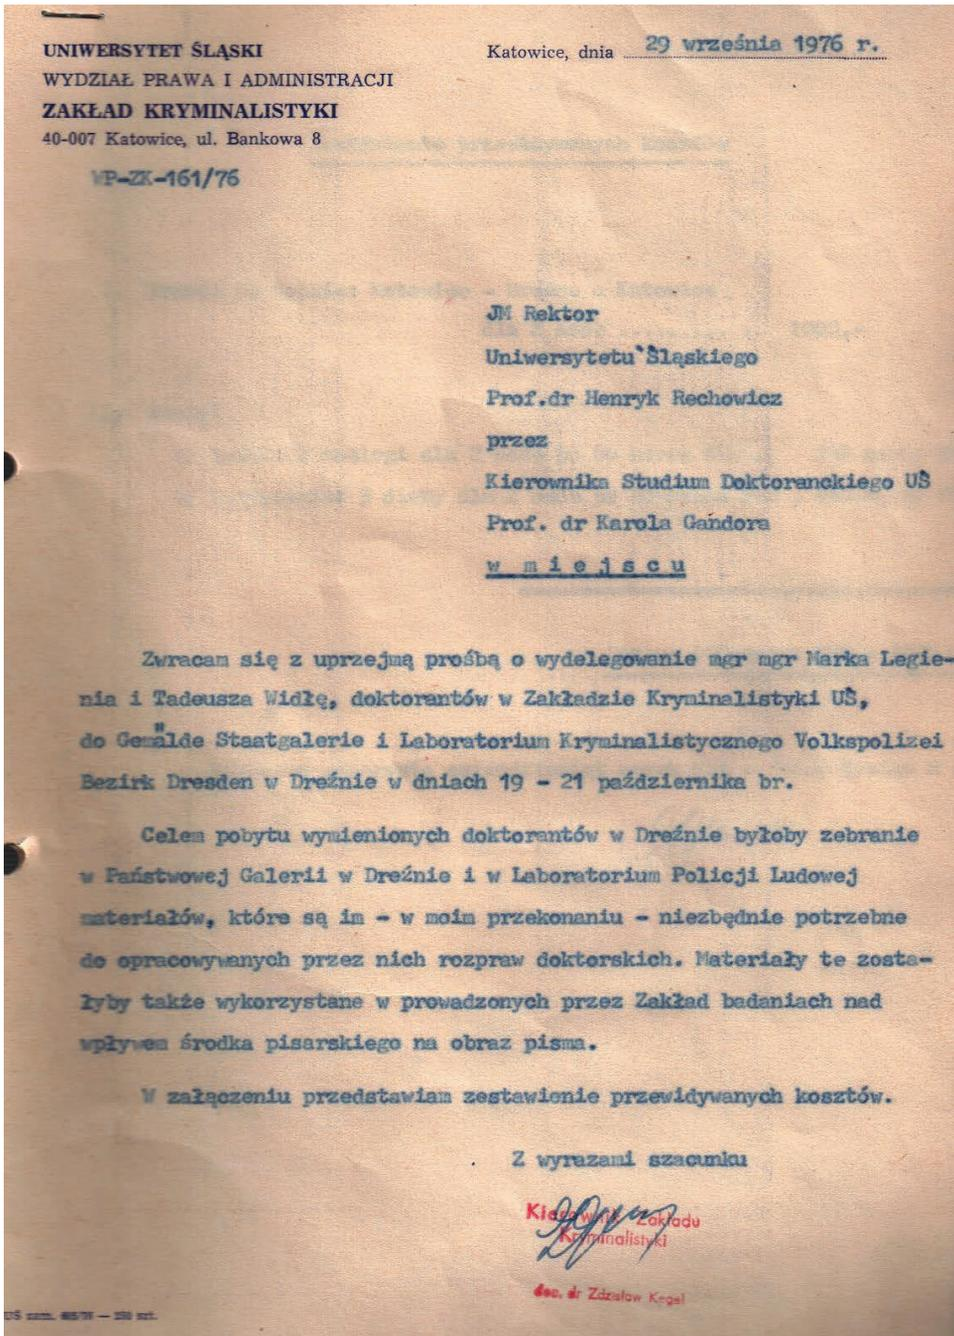 UNIWERSYTET ŚLĄSKI
WYDZIAŁ PRAWA I ADMINISTRACJI
ZAKŁAD KRYMINALISTYKI
40-007 Katowice, ul. Bankowa 8
WP-ZK-161/76
Katowice, dnia 29 września 1976 r.
JM Rektor
Uniwersytetu Śląskiego
Prof.dr Henryk Rechowicz
przez
Kierownika Studium Doktoranckiego UŚ
Prof. dr Karola Gandora
w miejscu
Zwracam się z uprzejmą prośbą o wydelegowanie mgr mgr Marka Legie-
nia i Tadeusza Widłę, doktorantów w Zakładzie Kryminalistyki UŚ,
do Gemälde Staatgalerie i Laboratorium Kryminalistycznego Volkspolizei
Bezirk Dresden w Dreźnie w dniach 19 - 21 października br.
Celem pobytu wymienionych doktorantów w Dreźnie byłoby zebranie
w Państwowej Galerii w Dreźnie i w Laboratorium Policji Ludowej
materiałów, które są im - w moim przekonaniu - niezbędnie potrzebne
do opracowywanych przez nich rozpraw doktorskich. Materiały te zosta-
łyby także wykorzystane w prowadzonych przez Zakład badaniach nad
wpływem środka pisarskiego na obraz pisma.
W załączeniu przedstawiam zestawienie przewidywanych kosztów.
Z wyrazami szacunku
Kierownik Zakładu
Kryminalistyki
doc. dr Zdzisław Kegel
US zam. — 250 szt.